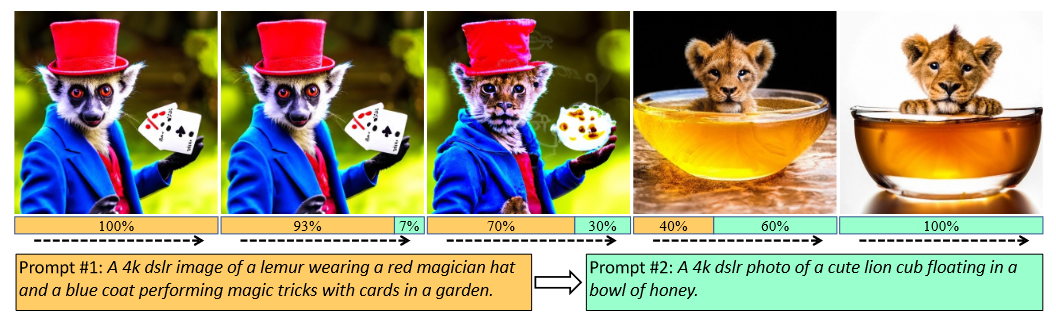 100%
93%
7%
70%
30%
40%
60%
100%
Prompt #1: A 4k dslr image of a lemur wearing a red magician hat
and a blue coat performing magic tricks with cards in a garden.
Prompt #2: A 4k dslr photo of a cute lion cub floating in a
bowl of honey.